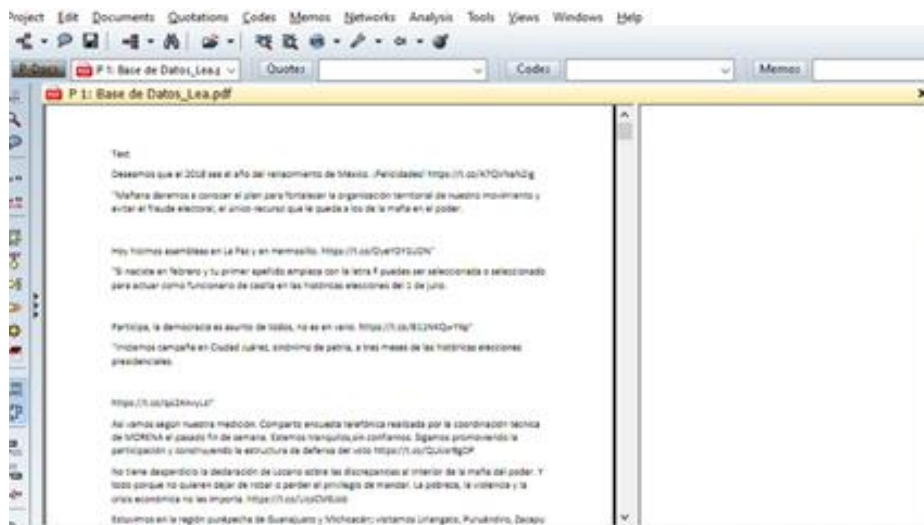 Project Edit Documents Quotations Codes Memos Networks Analysis Tools Views Windows Help
P-Docs P 1: Base de Datos_Lea.p Quotes Codes Memos
P 1: Base de Datos_Lea.pdf
Text
Deseamos que el 2018 sea el año del renacimiento de México. ¡Felicidades!
"Mañana daremos a conocer el plan para fortalecer la organización territorial de nuestro movimiento y
evitar el fraude electoral, el único recurso que le queda a los de la mafia en el poder.
Hoy hicimos asambleas en La Paz y en Hermosillo.
"Si naciste en febrero y tu primer apellido empieza con la letra F puedes ser seleccionada o seleccionado
para actuar como funcionario de casilla en las históricas elecciones del 1 de julio.
Participa, la democracia es asunto de todos, no es en vano.
"Iniciamos campaña en Ciudad Juárez, sinónimo de patria, a tres meses de las históricas elecciones
presidenciales.
Así vamos según nuestra medición. Comparto encuesta telefónica realizada por la coordinación técnica
de MORENA el pasado fin de semana. Estemos tranquilos,sin confiarnos. Sigamos promoviendo la
participación y construyendo la estructura de defensa del voto
No tiene desperdicio la declaración de Lozano sobre las discrepancias al interior de la mafia del poder. Y
todo porque no quieren dejar de robar o perder el privilegio de mandar. La pobreza, la violencia y la
crisis económica no les importa.
Estuvimos en la región purépecha de Guanajuato y Michoacán; visitamos Uriangato, Puruándiro, Zacapu